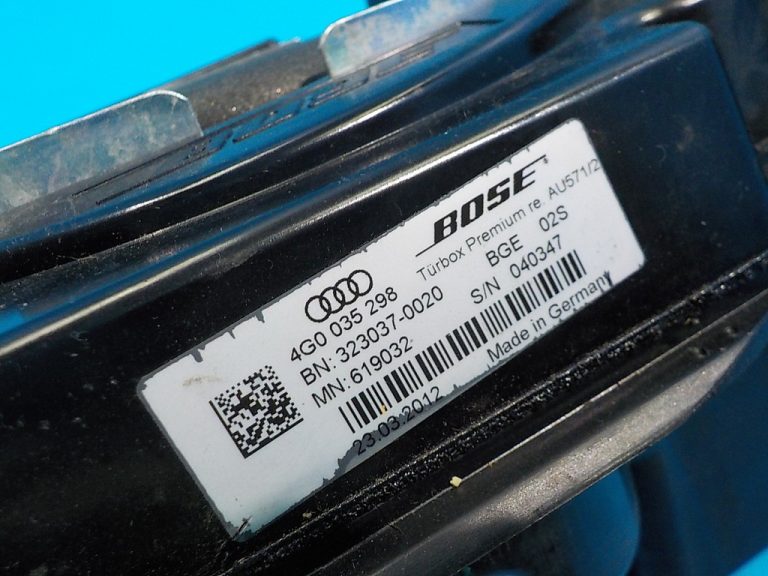 BOSE
BOSE
Türbox Premium re. AU571/2
BGE 02S
4G0 035 298
BN: 323037-0020
S/N 040347
MN: 619032
23.03.2012
Made in Germany